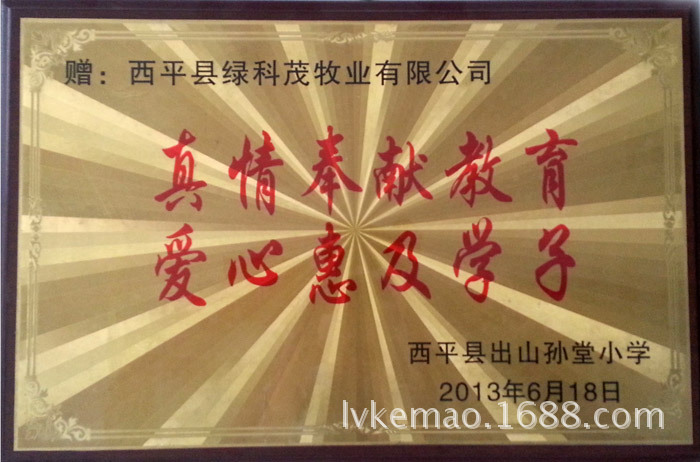 赠：西平县绿科茂牧业有限公司
真情奉献教育
爱心惠及学子
西平县出山孙堂小学
2013年6月18日
lvkemao.1688.com